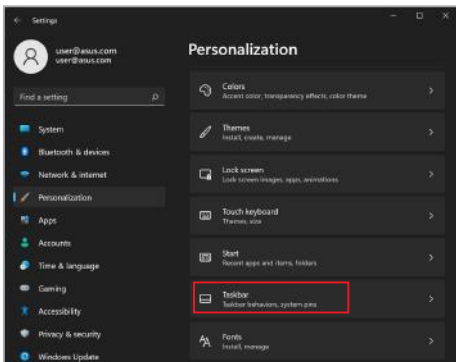 Settings
user@asus.com
user@asus.com
Find a setting
System
Bluetooth & devices
Network & internet
Personalization
Apps
Accounts
Time & language
Gaming
Accessibility
Privacy & security
Windows Update
Personalization
Colors
Accent color, transparency effects, color theme
Themes
Install, create, manage
Lock screen
Lock screen images, apps, animations
Touch keyboard
Themes, size
Start
Recent apps and items, folders
Taskbar
Taskbar behaviors, system pins
Fonts
Install, manage